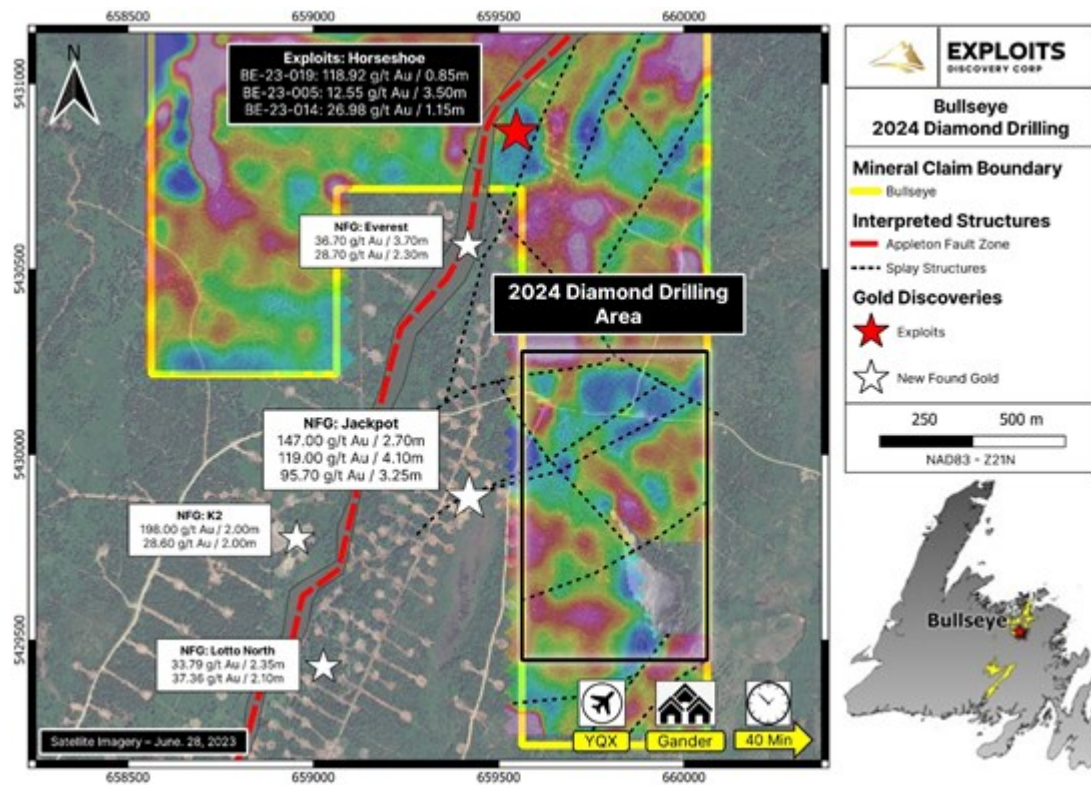 658500 659000 659500 660000
N
5431000
5430500
5430000
5429500
Exploits: Horseshoe
BE-23-019: 118.92 g/t Au / 0.85m
BE-23-005: 12.55 g/t Au / 3.50m
BE-23-014: 26.98 g/t Au / 1.15m
NFG: Everest
36.70 g/t Au / 3.70m
28.70 g/t Au / 2.30m
2024 Diamond Drilling
Area
NFG: Jackpot
147.00 g/t Au / 2.70m
119.00 g/t Au / 4.10m
95.70 g/t Au / 3.25m
NFG: K2
198.00 g/t Au / 2.00m
28.60 g/t Au / 2.00m
NFG: Lotto North
33.79 g/t Au / 2.35m
37.36 g/t Au / 2.10m
YQX Gander 40 Min
Satellite Imagery – June. 28, 2023
658500 659000 659500 660000
EXPLOITS
DISCOVERY CORP
Bullseye
2024 Diamond Drilling
Mineral Claim Boundary
Bullseye
Interpreted Structures
Appleton Fault Zone
Splay Structures
Gold Discoveries
Exploits
New Found Gold
250 500 m
NAD83 - Z21N
Bullseye